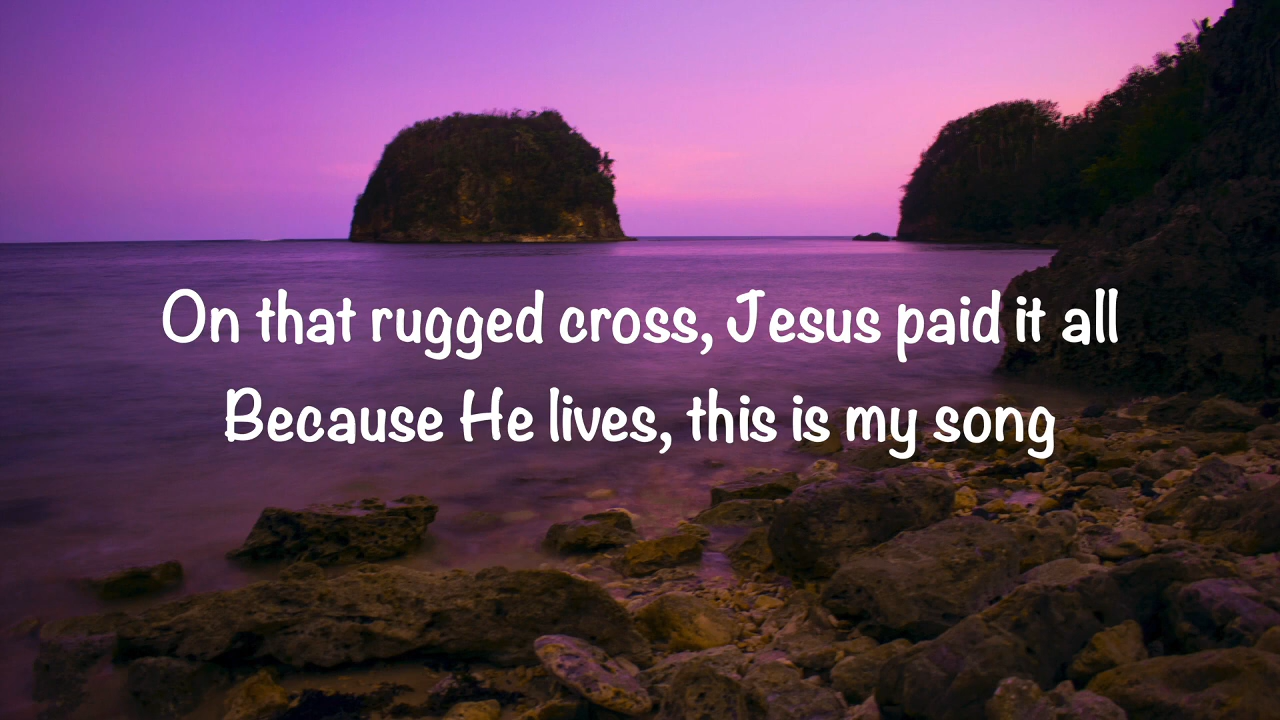 On that rugged cross, Jesus paid it all
Because He lives, this is my song